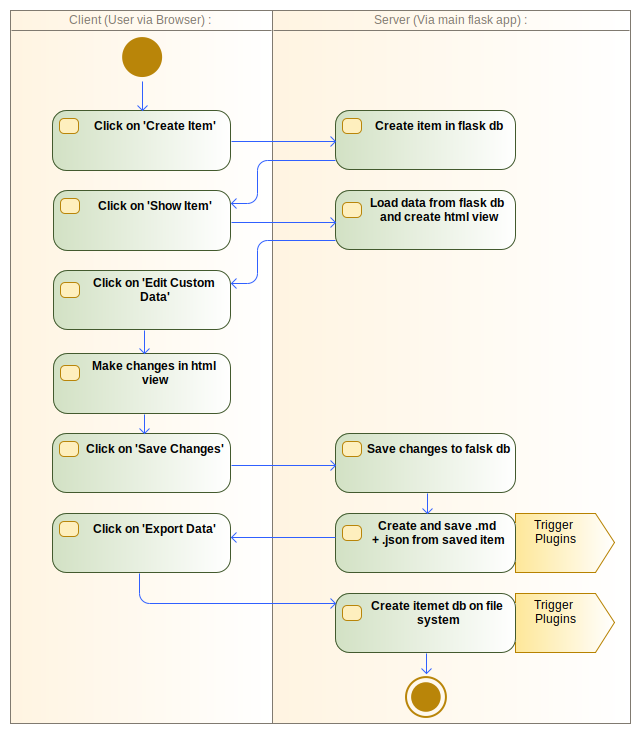 Client (User via Browser) :
Server (Via main flask app) :
Click on 'Create Item'
Create item in flask db
Click on 'Show Item'
Load data from flask db
and create html view
Click on 'Edit Custom
Data'
Make changes in html
view
Click on 'Save Changes'
Save changes to falsk db
Click on 'Export Data'
Create and save .md
+ .json from saved item
Trigger
Plugins
Create itemet db on file
system
Trigger
Plugins